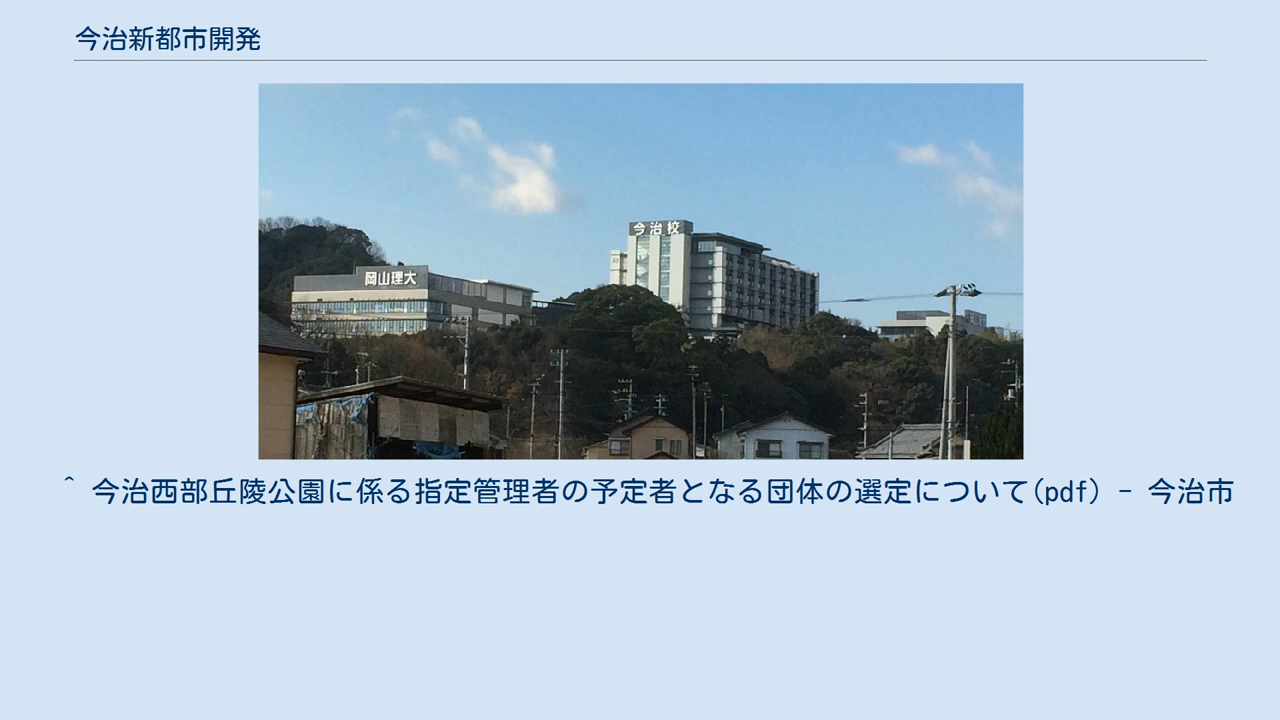 今治新都市開発
今治校
岡山理大
^ 今治西部丘陵公園に係る指定管理者の予定者となる団体の選定について(pdf) - 今治市